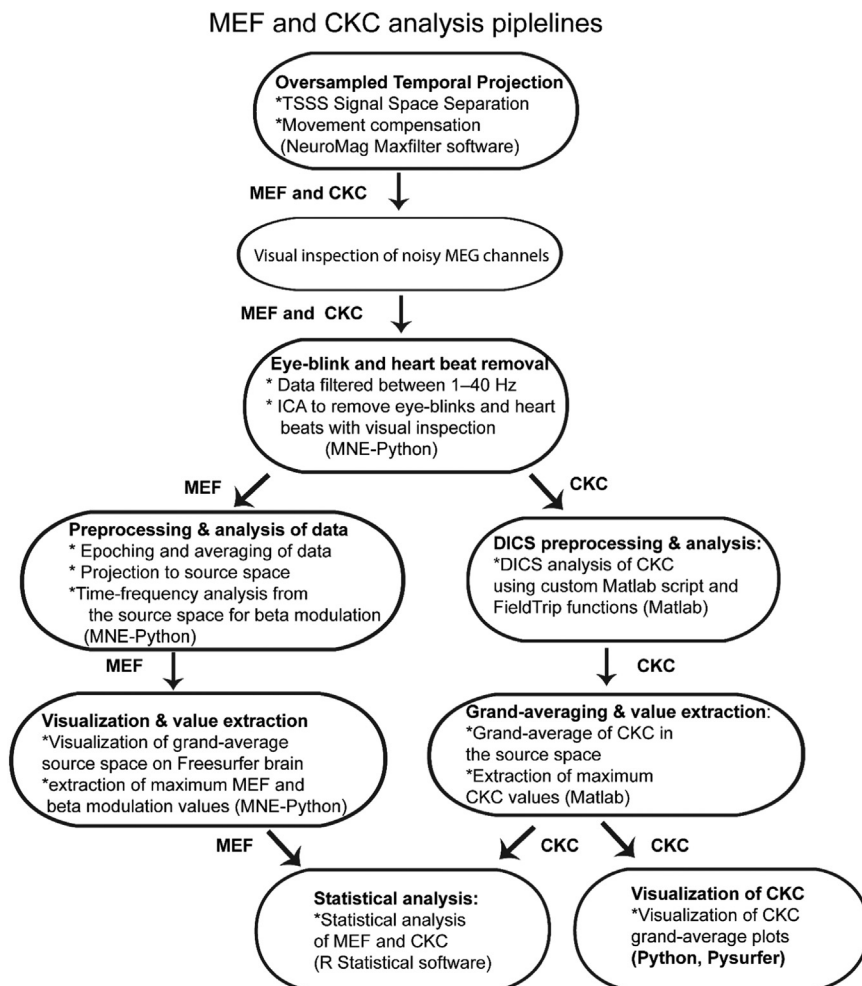 MEF and CKC analysis piplelines
Oversampled Temporal Projection
*TSSS Signal Space Separation
*Movement compensation
(NeuroMag Maxfilter software)
MEF and CKC
Visual inspection of noisy MEG channels
MEF and CKC
Eye-blink and heart beat removal
* Data filtered between 1–40 Hz
* ICA to remove eye-blinks and heart
beats with visual inspection
(MNE-Python)
MEF
CKC
Preprocessing & analysis of data
* Epoching and averaging of data
* Projection to source space
*Time-frequency analysis from
the source space for beta modulation
(MNE-Python)
DICS preprocessing & analysis:
*DICS analysis of CKC
using custom Matlab script and
FieldTrip functions (Matlab)
MEF
CKC
Visualization & value extraction
*Visualization of grand-average
source space on Freesurfer brain
*extraction of maximum MEF and
beta modulation values (MNE-Python)
Grand-averaging & value extraction:
*Grand-average of CKC in
the source space
*Extraction of maximum
CKC values (Matlab)
MEF
CKC
CKC
Statistical analysis:
*Statistical analysis
of MEF and CKC
(R Statistical software)
Visualization of CKC
*Visualization of CKC
grand-average plots
(Python, Pysurfer)